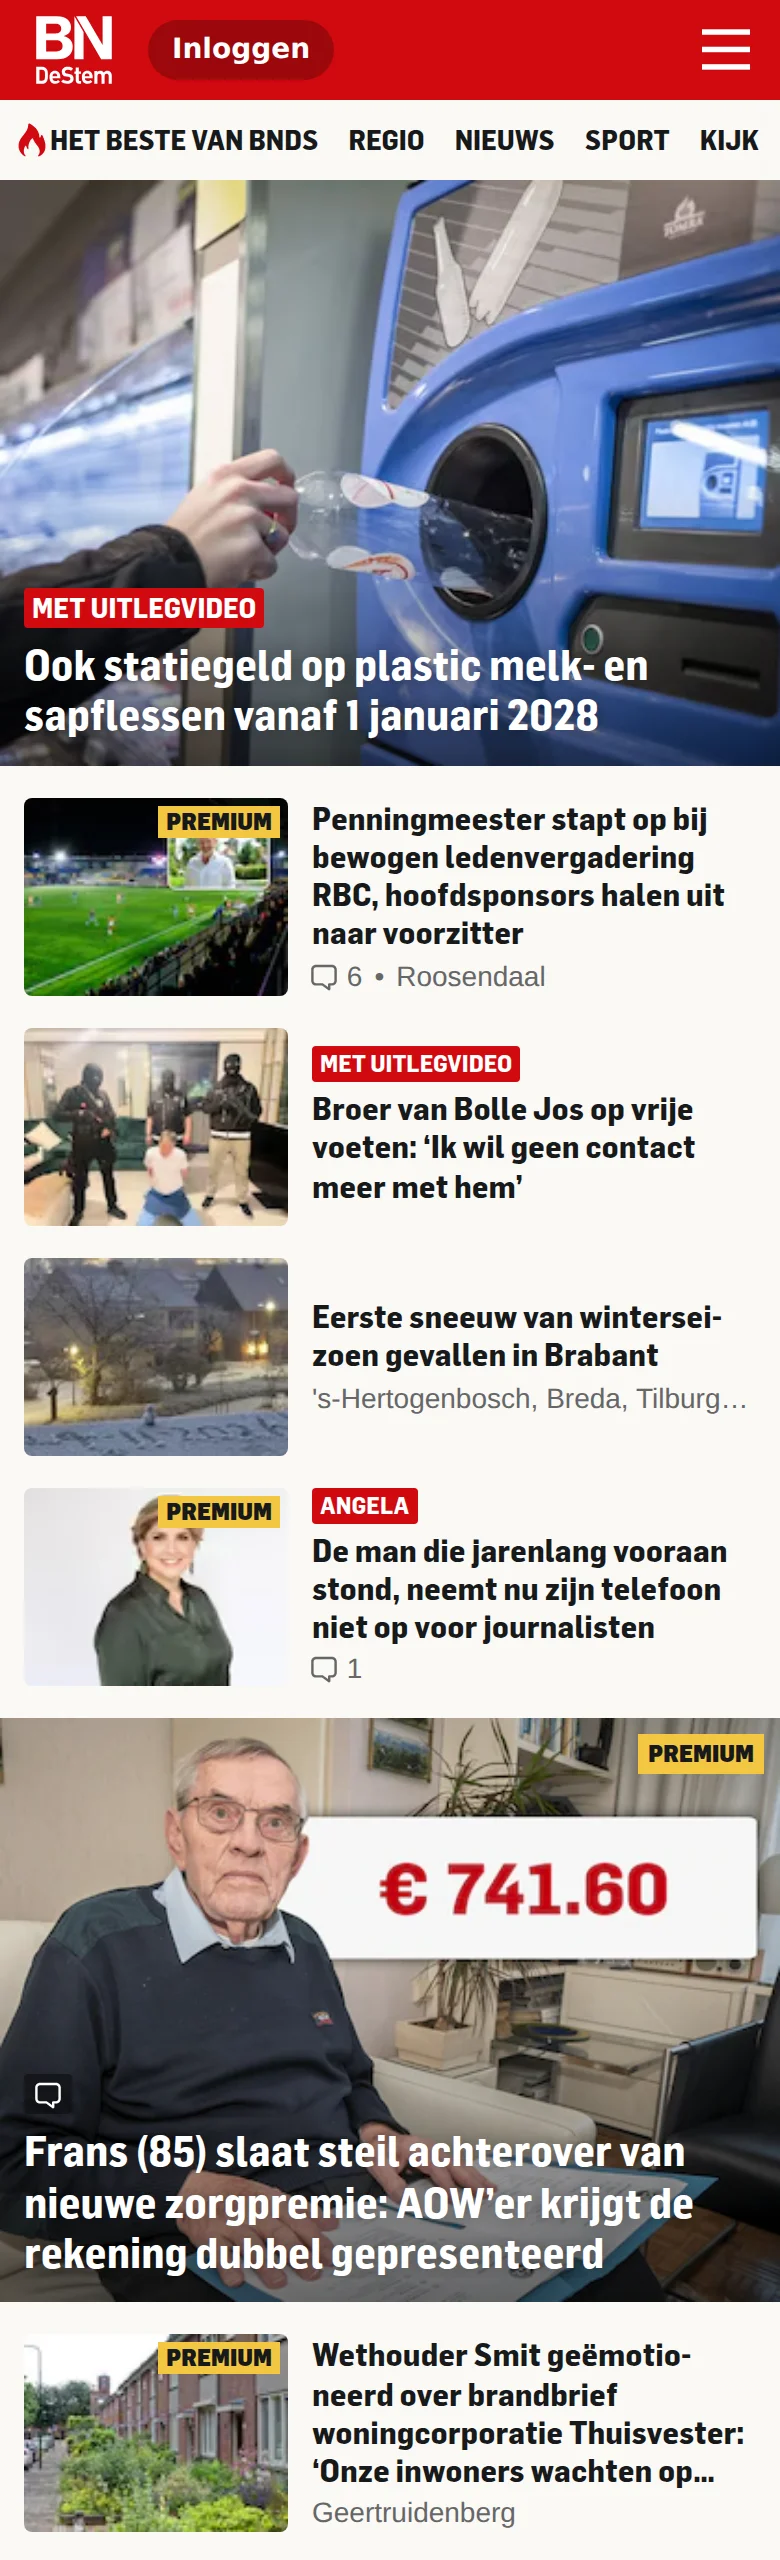 BN
DeStem
Inloggen
HET BESTE VAN BNDS REGIO NIEUWS SPORT KIJK
TOMRA
MET UITLEGVIDEO
Ook statiegeld op plastic melk- en
sapflessen vanaf 1 januari 2028
PREMIUM
Penningmeester stapt op bij
bewogen ledenvergadering
RBC, hoofdsponsors halen uit
naar voorzitter
6 • Roosendaal
MET UITLEGVIDEO
Broer van Bolle Jos op vrije
voeten: ‘Ik wil geen contact
meer met hem’
Eerste sneeuw van wintersei-
zoen gevallen in Brabant
's-Hertogenbosch, Breda, Tilburg...
PREMIUM
ANGELA
De man die jarenlang vooraan
stond, neemt nu zijn telefoon
niet op voor journalisten
1
PREMIUM
€ 741.60
Frans (85) slaat steil achterover van
nieuwe zorgpremie: AOW’er krijgt de
rekening dubbel gepresenteerd
PREMIUM
Wethouder Smit geëmotio-
neerd over brandbrief
woningcorporatie Thuisvester:
‘Onze inwoners wachten op...
Geertruidenberg